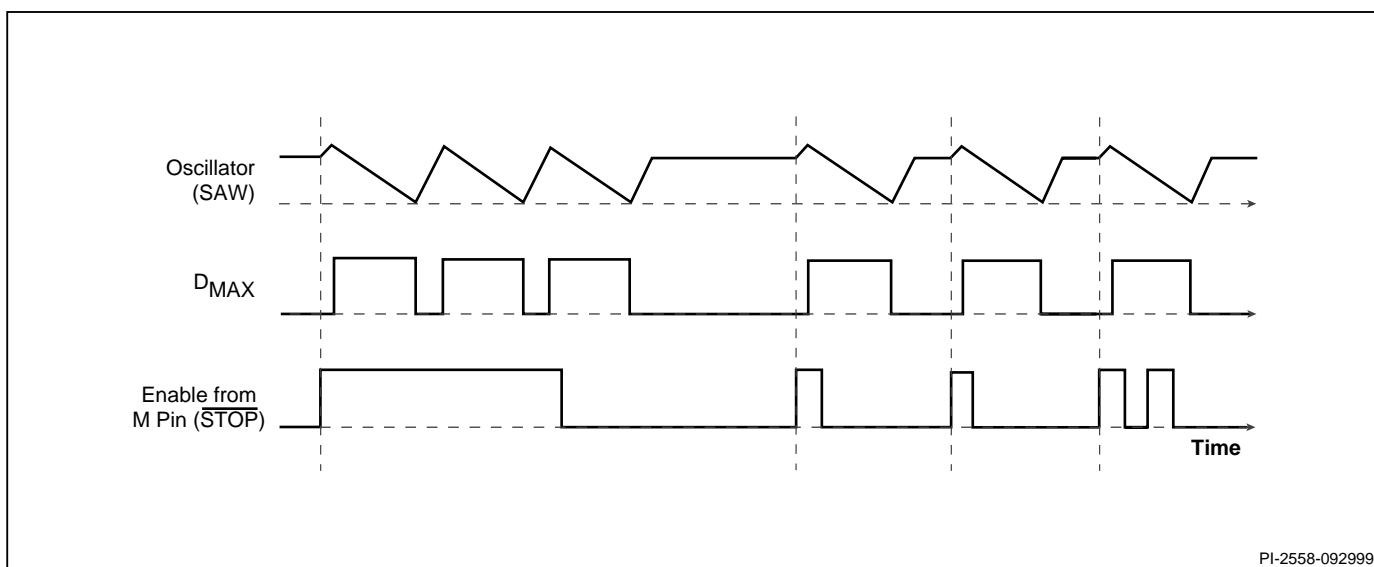 Oscillator
(SAW)
DMAX
Enable from
M Pin (STOP)
Time
PI-2558-092999